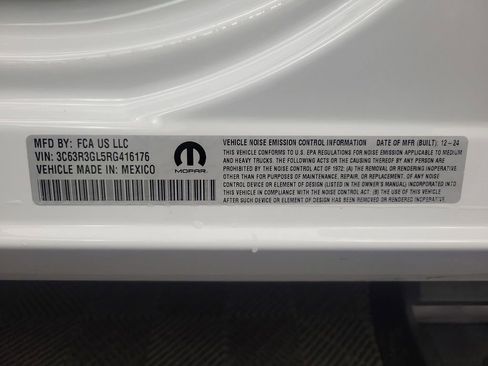 MFD BY: FCA US LLC
VIN: 3C63R3GL5RG416176
VEHICLE MADE IN: MEXICO
MOPAR
VEHICLE NOISE EMISSION CONTROL INFORMATION DATE OF MFR (BUILT): 12-24
THIS VEHICLE CONFORMS TO U.S. EPA REGULATIONS FOR NOISE EMISSION APPLICABLE TO MEDIUM
AND HEAVY TRUCKS. THE FOLLOWING ACTS OR THE CAUSING THEREOF BY ANY PERSON ARE
PROHIBITED BY THE NOISE CONTROL ACT OF 1972: (A) THE REMOVAL OR RENDERING INOPERATIVE, OTHER
THAN FOR PURPOSES OF MAINTENANCE, REPAIR, OR REPLACEMENT, OF ANY NOISE
CONTROL DEVICE OR ELEMENT OF DESIGN (LISTED IN THE OWNER'S MANUAL) INCORPORATED INTO
THIS VEHICLE IN COMPLIANCE WITH THE NOISE CONTROL ACT; (B) THE USE OF THIS VEHICLE
AFTER SUCH DEVICE OR ELEMENT OF DESIGN HAS BEEN REMOVED OR RENDERED INOPERATIVE.